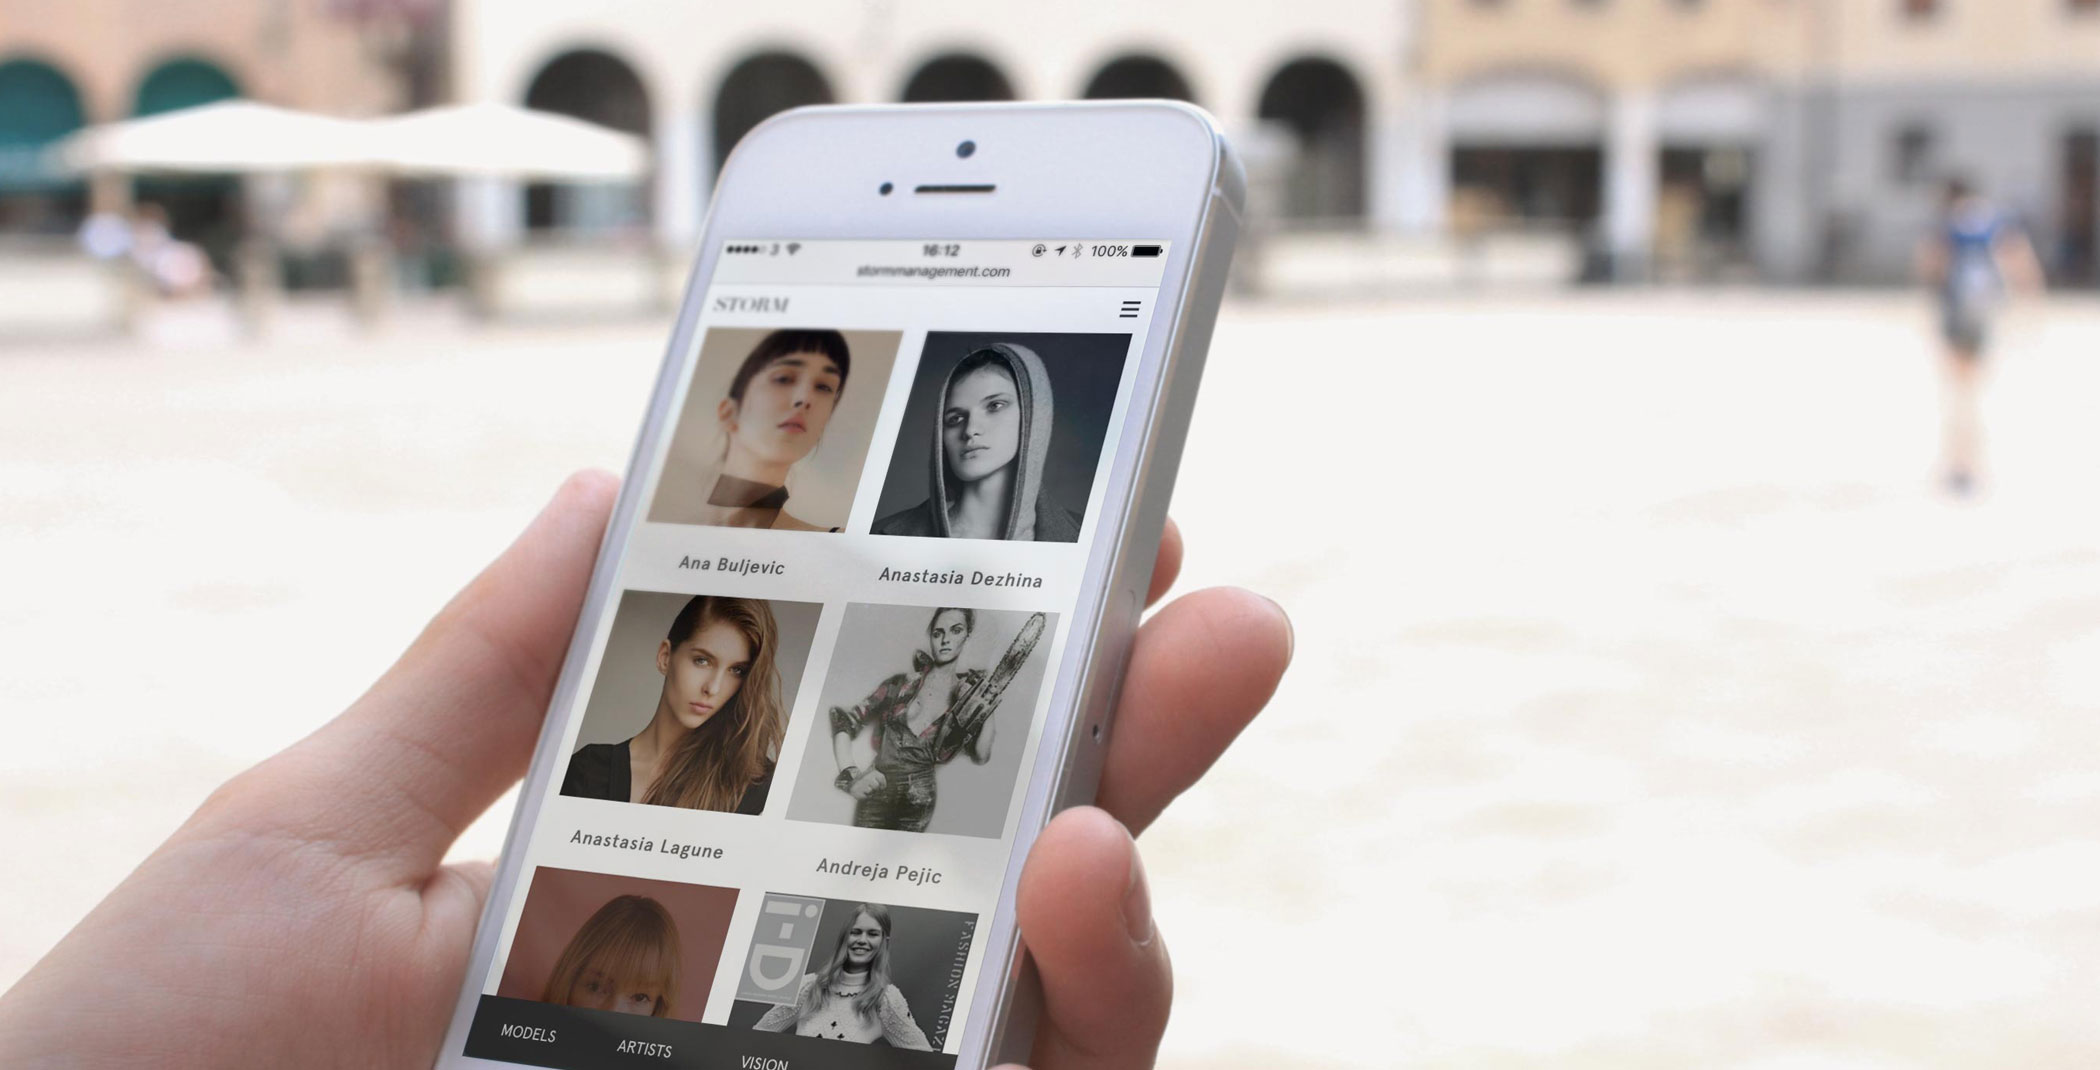 3 16:12 100%
stormmanagement.com
STORM
Ana Buljevic
Anastasia Dezhina
Anastasia Lagune
Andreja Pejic
i-D
FASHION MAGAZI
MODELS ARTISTS VISION